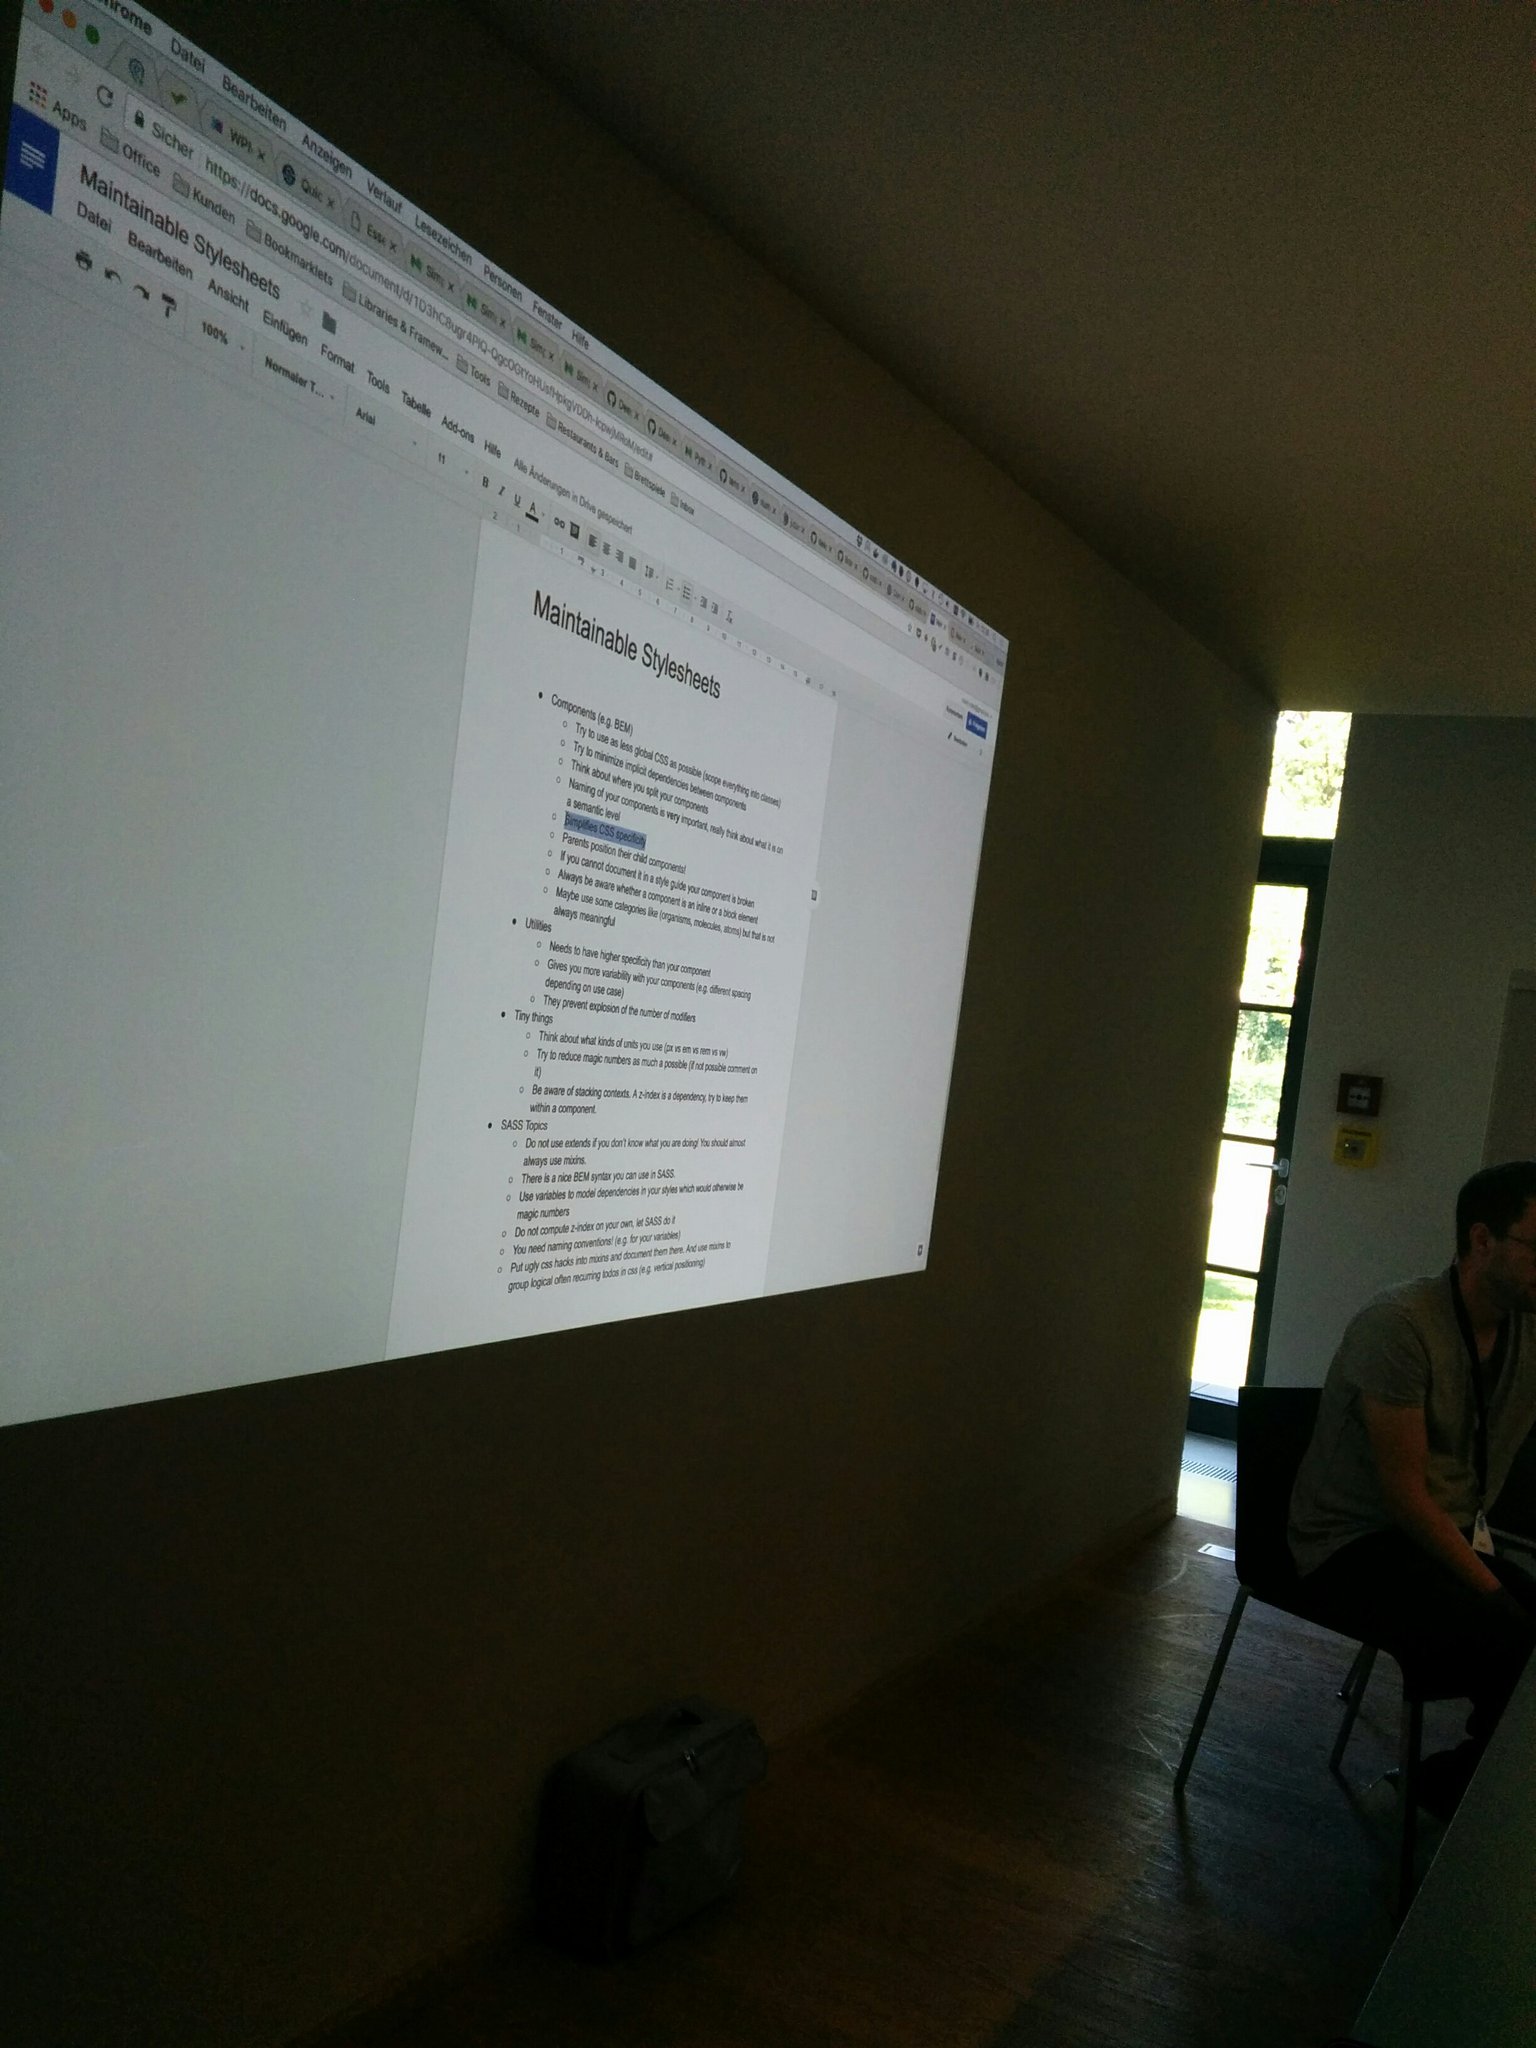 Chrome Datei Bearbeiten Anzeigen Verlauf Lesezeichen Personen Fenster Hilfe
Sicher https://docs.google.com/document/d/
Apps Office Kunden Bookmarklets Libraries & Framew... Tools Rezepte Restaurants & Bars Brettspiele Inbox
Maintainable Stylesheets
Datei Bearbeiten Ansicht Einfügen Format Tools Tabelle Add-ons Hilfe Alle Änderungen in Drive gespeichert
100% Normaler T... Arial 11 B I U A
Maintainable Stylesheets
Components (e.g. BEM)
Try to use as less global CSS as possible (scope everything into classes)
Try to minimize implicit dependencies between components
Think about where you split your components
Naming of your components is very important, really think about what it is on
a semantic level
Simplifies CSS specificity
Parents position their child components!
If you cannot document it in a style guide your component is broken
Always be aware whether a component is an inline or a block element
Maybe use some categories like (organisms, molecules, atoms) but that is not
always meaningful
Utilities
Needs to have higher specificity than your component
Gives you more variability with your components (e.g. different spacing
depending on use case)
They prevent explosion of the number of modifiers
Tiny things
Think about what kinds of units you use (px vs em vs rem vs vw)
Try to reduce magic numbers as much a possible (if not possible comment on
it)
Be aware of stacking contexts. A z-index is a dependency, try to keep them
within a component.
SASS Topics
Do not use extends if you don't know what you are doing! You should almost
always use mixins.
There is a nice BEM syntax you can use in SASS.
Use variables to model dependencies in your styles which would otherwise be
magic numbers
Do not compute z-index on your own, let SASS do it
You need naming conventions! (e.g. for your variables)
Put ugly css hacks into mixins and document them there. And use mixins to
group logical often recurring todos in css (e.g. vertical positioning)